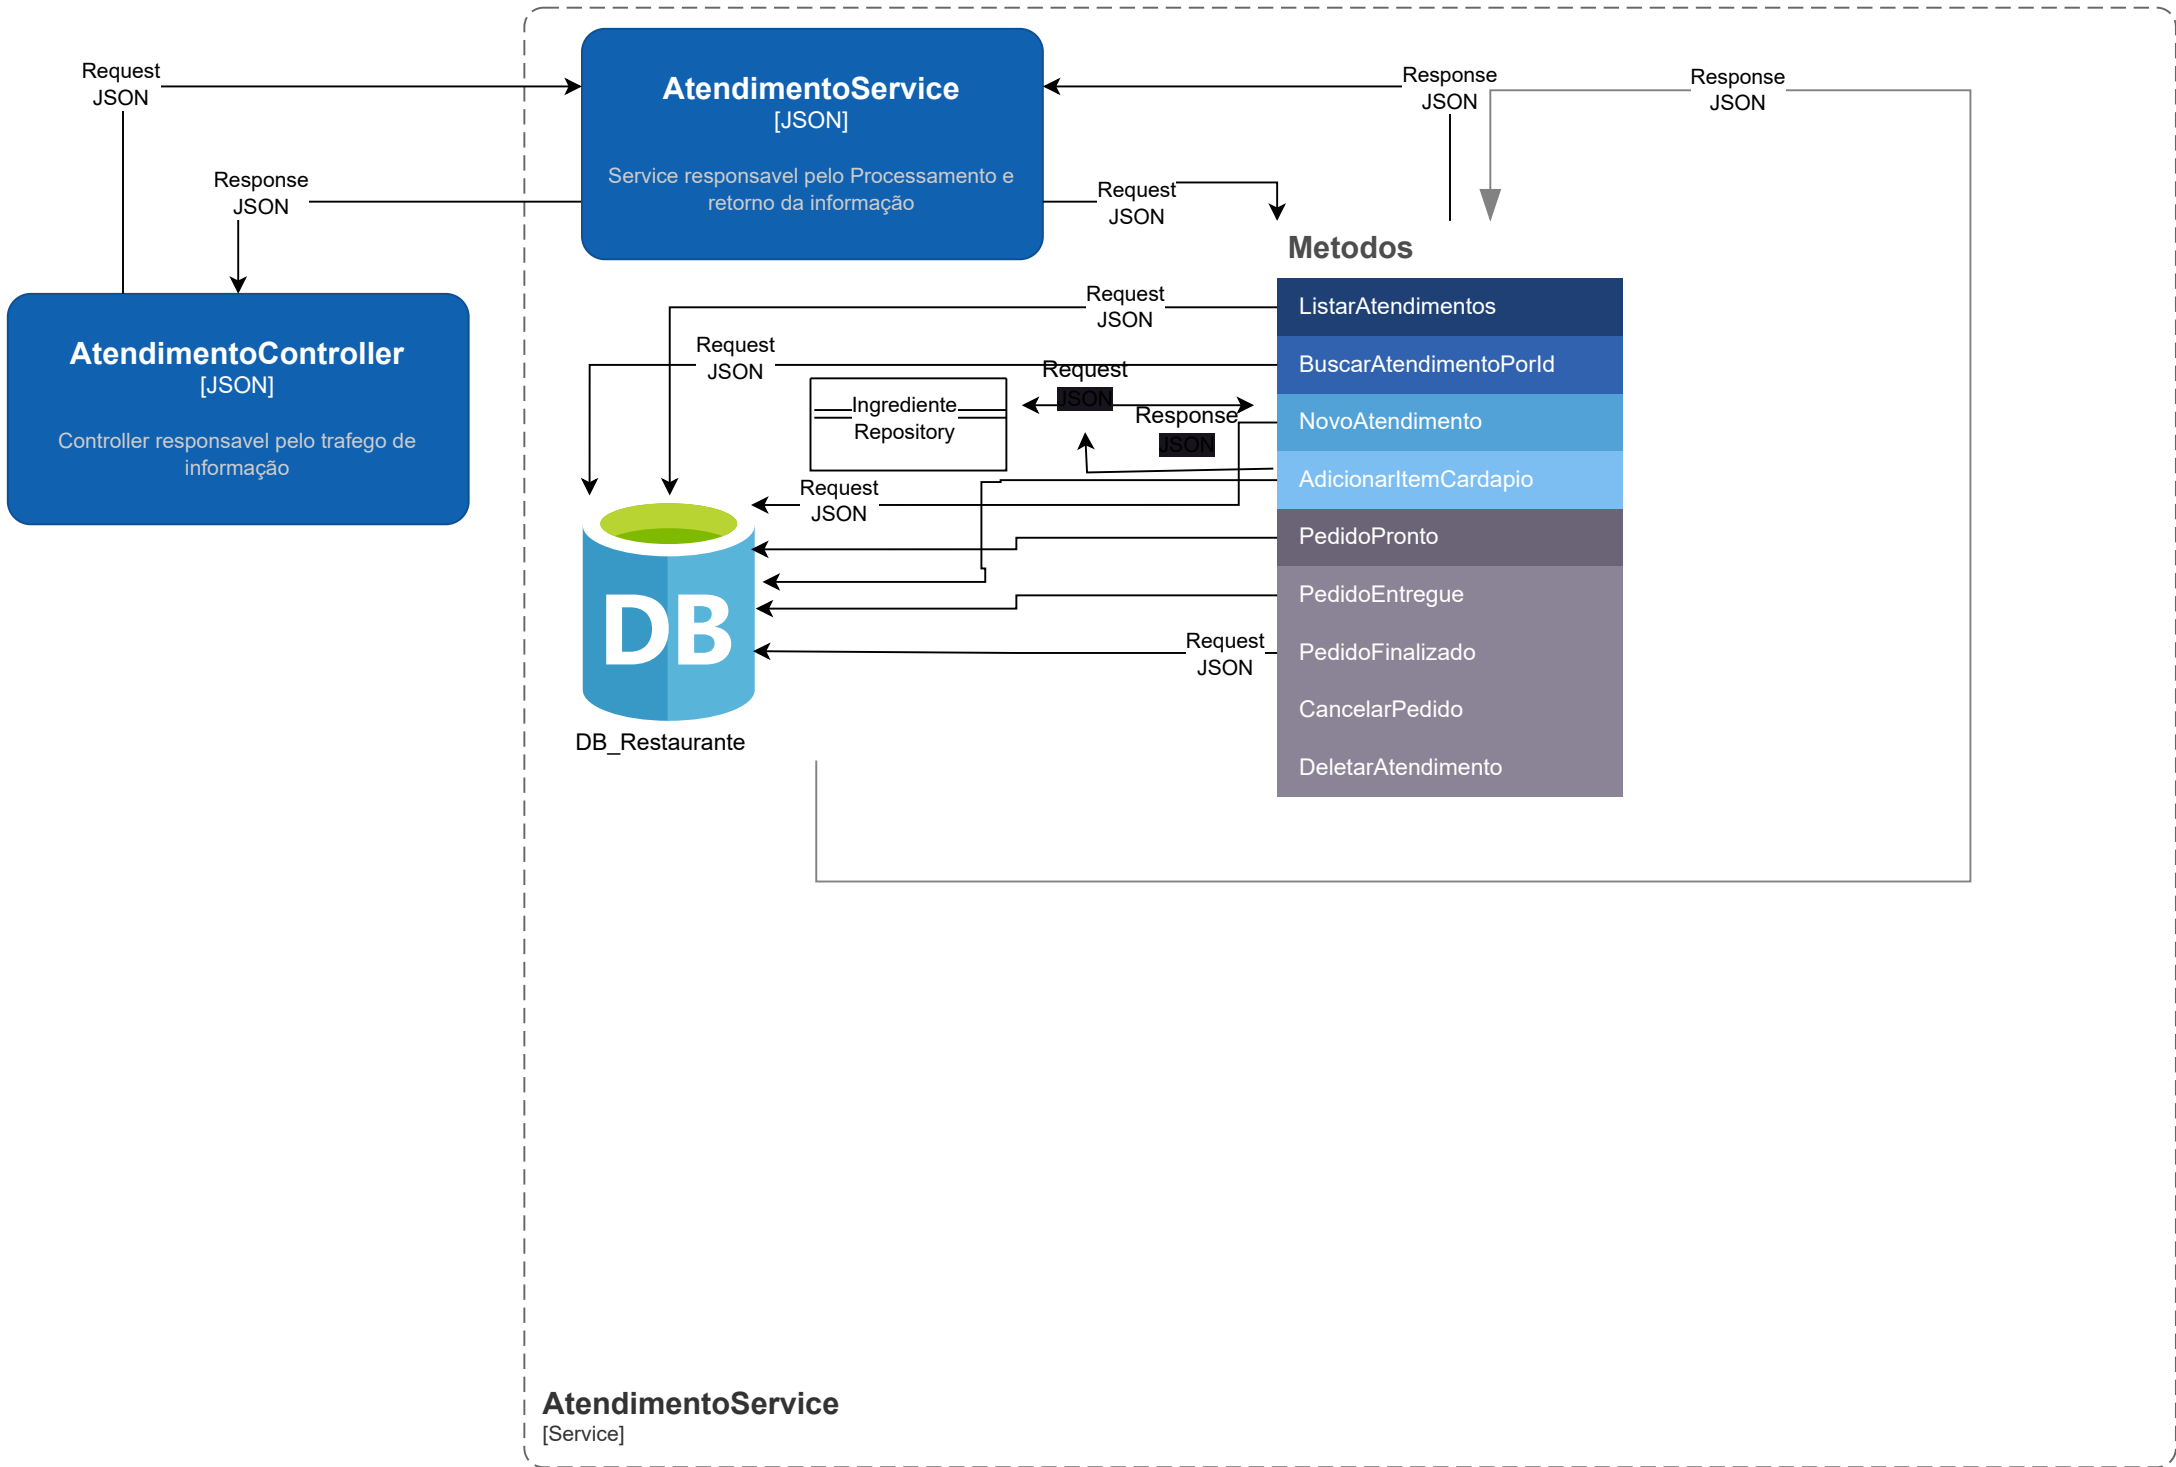 Request
JSON
AtendimentoService
[JSON]
Service responsavel pelo Processamento e
retorno da informação
Response
JSON
Response
JSON
Response
JSON
Request
JSON
AtendimentoController
[JSON]
Controller responsavel pelo trafego de
informação
Metodos
ListarAtendimentos
BuscarAtendimentoPorId
NovoAtendimento
AdicionarItemCardapio
PedidoPronto
PedidoEntregue
PedidoFinalizado
CancelarPedido
DeletarAtendimento
Request
JSON
Request
JSON
Request
JSON
Response
JSON
Ingrediente
Repository
Request
JSON
Request
JSON
DB
DB_Restaurante
AtendimentoService
[Service]